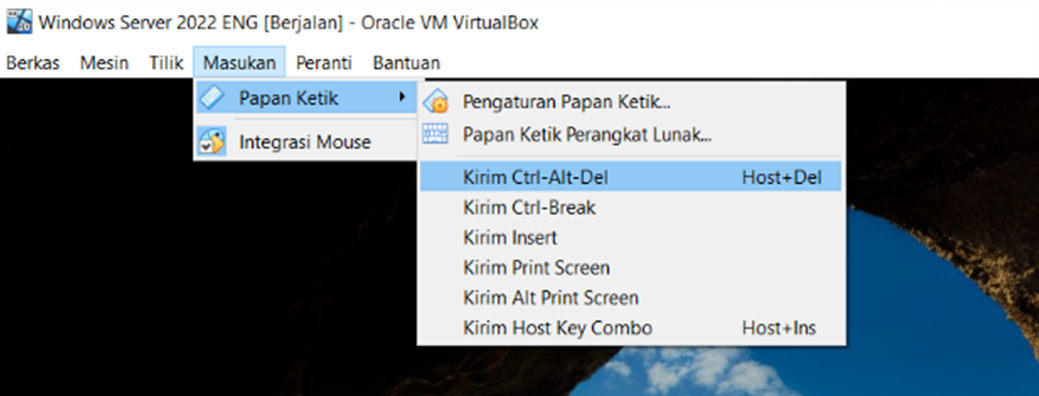 Windows Server 2022 ENG [Berjalan] - Oracle VM VirtualBox
Berkas Mesin Tilik Masukan Peranti Bantuan
Papan Ketik
Integrasi Mouse
Pengaturan Papan Ketik...
Papan Ketik Perangkat Lunak...
Kirim Ctrl-Alt-Del Host+Del
Kirim Ctrl-Break
Kirim Insert
Kirim Print Screen
Kirim Alt Print Screen
Kirim Host Key Combo Host+Ins